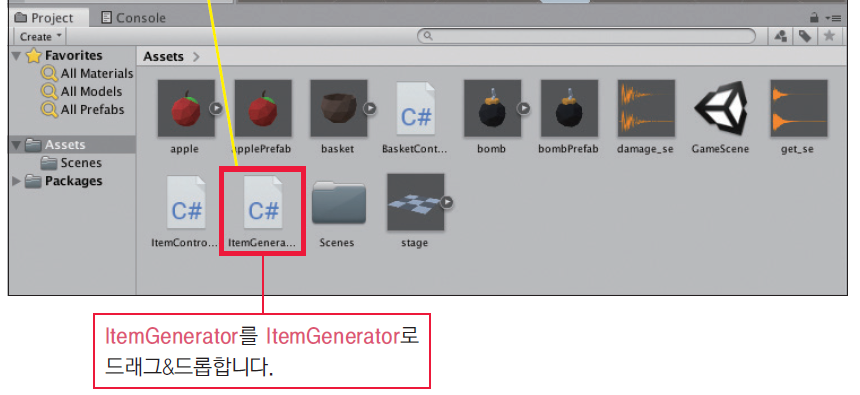 Project
Console
Create
Favorites
Assets >
All Materials
All Models
All Prefabs
Assets
Scenes
Packages
apple
applePrefab
basket
BasketCont...
bomb
bombPrefab
damage_se
GameScene
get_se
C#
C#
C#
ItemContro...
ItemGenera...
Scenes
stage
ItemGenerator를 ItemGenerator로
드래그&드롭합니다.